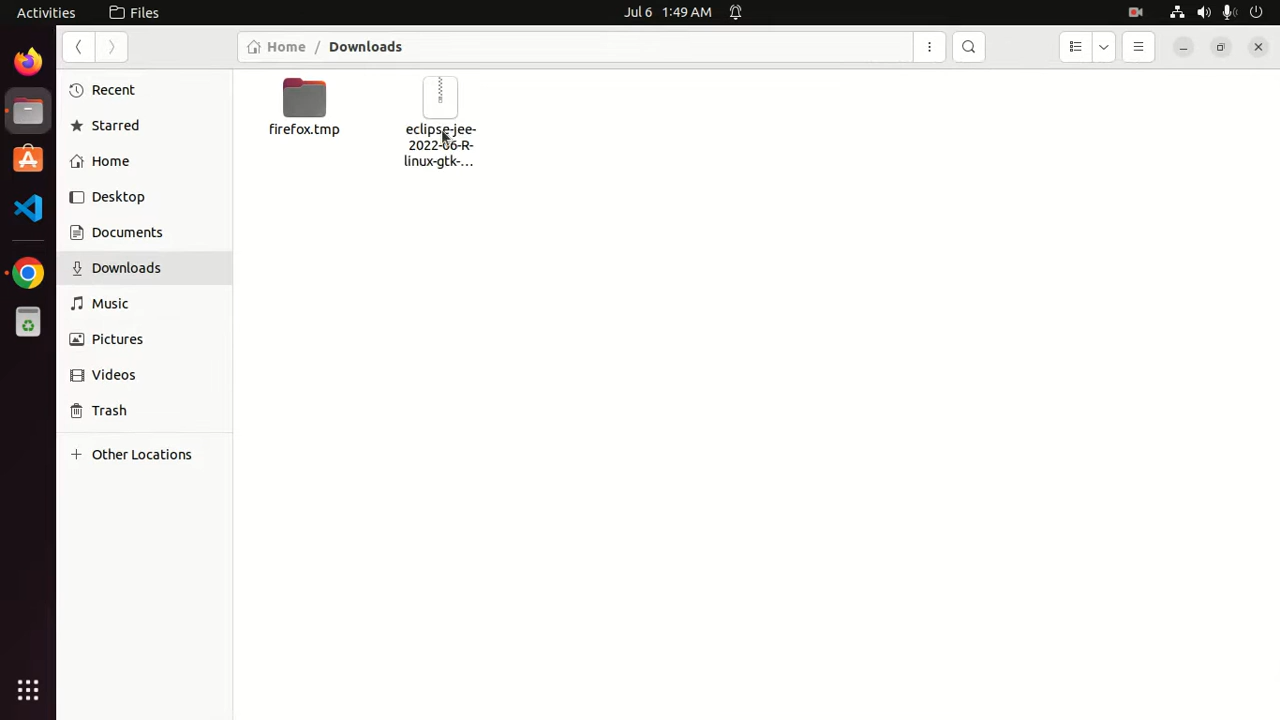 Activities Files Jul 6 1:49 AM
Home / Downloads
Recent
Starred
Home
Desktop
Documents
Downloads
Music
Pictures
Videos
Trash
Other Locations
firefox.tmp
eclipse-jee-
2022-06-R-
linux-gtk-...